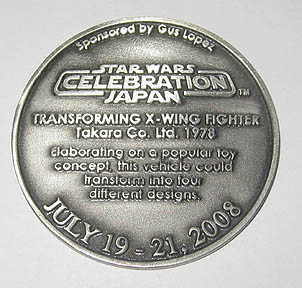 Sponsored by Gus Lopez
STAR WARS
CELEBRATION
JAPAN TM
TRANSFORMING X-WING FIGHTER
Takara Co. Ltd. 1978
Elaborating on a popular toy
concept, this vehicle could
transform into four
different designs.
JULY 19 - 21, 2008